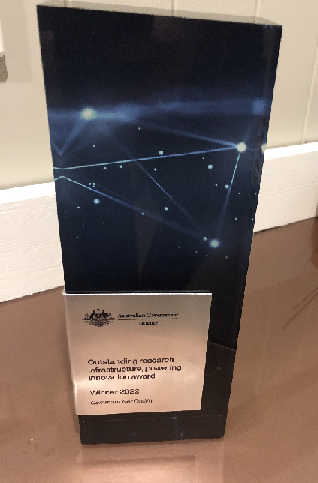 Australian Government
Outstanding research
infrastructure, powering
innovation award
Winner 2022